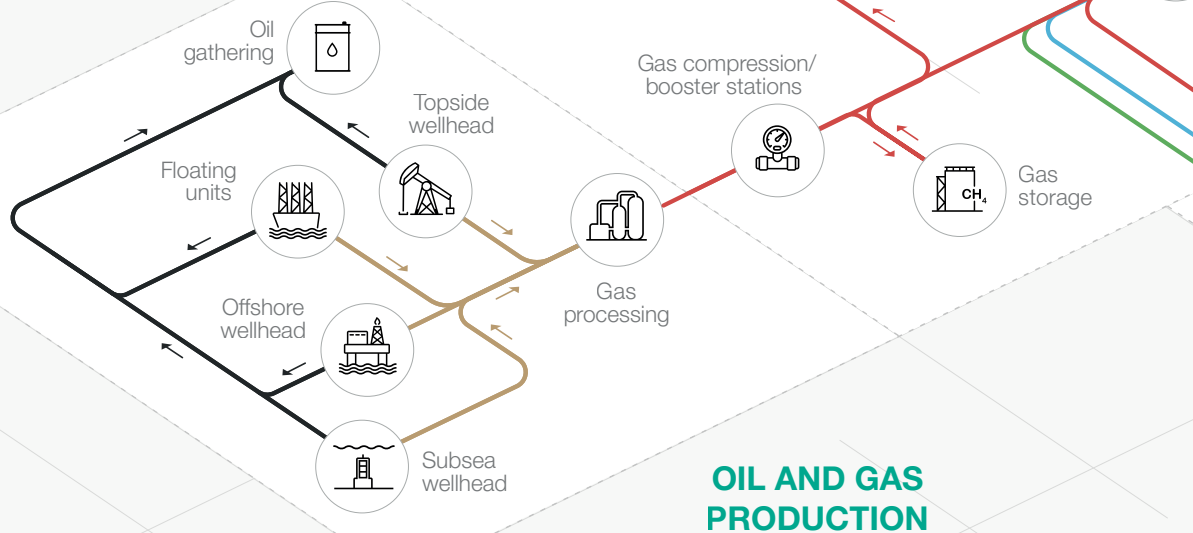 Oil
gathering
Topside
wellhead
Gas compression/
booster stations
Floating
units
Gas
storage
CH4
Offshore
wellhead
Gas
processing
Subsea
wellhead
OIL AND GAS
PRODUCTION